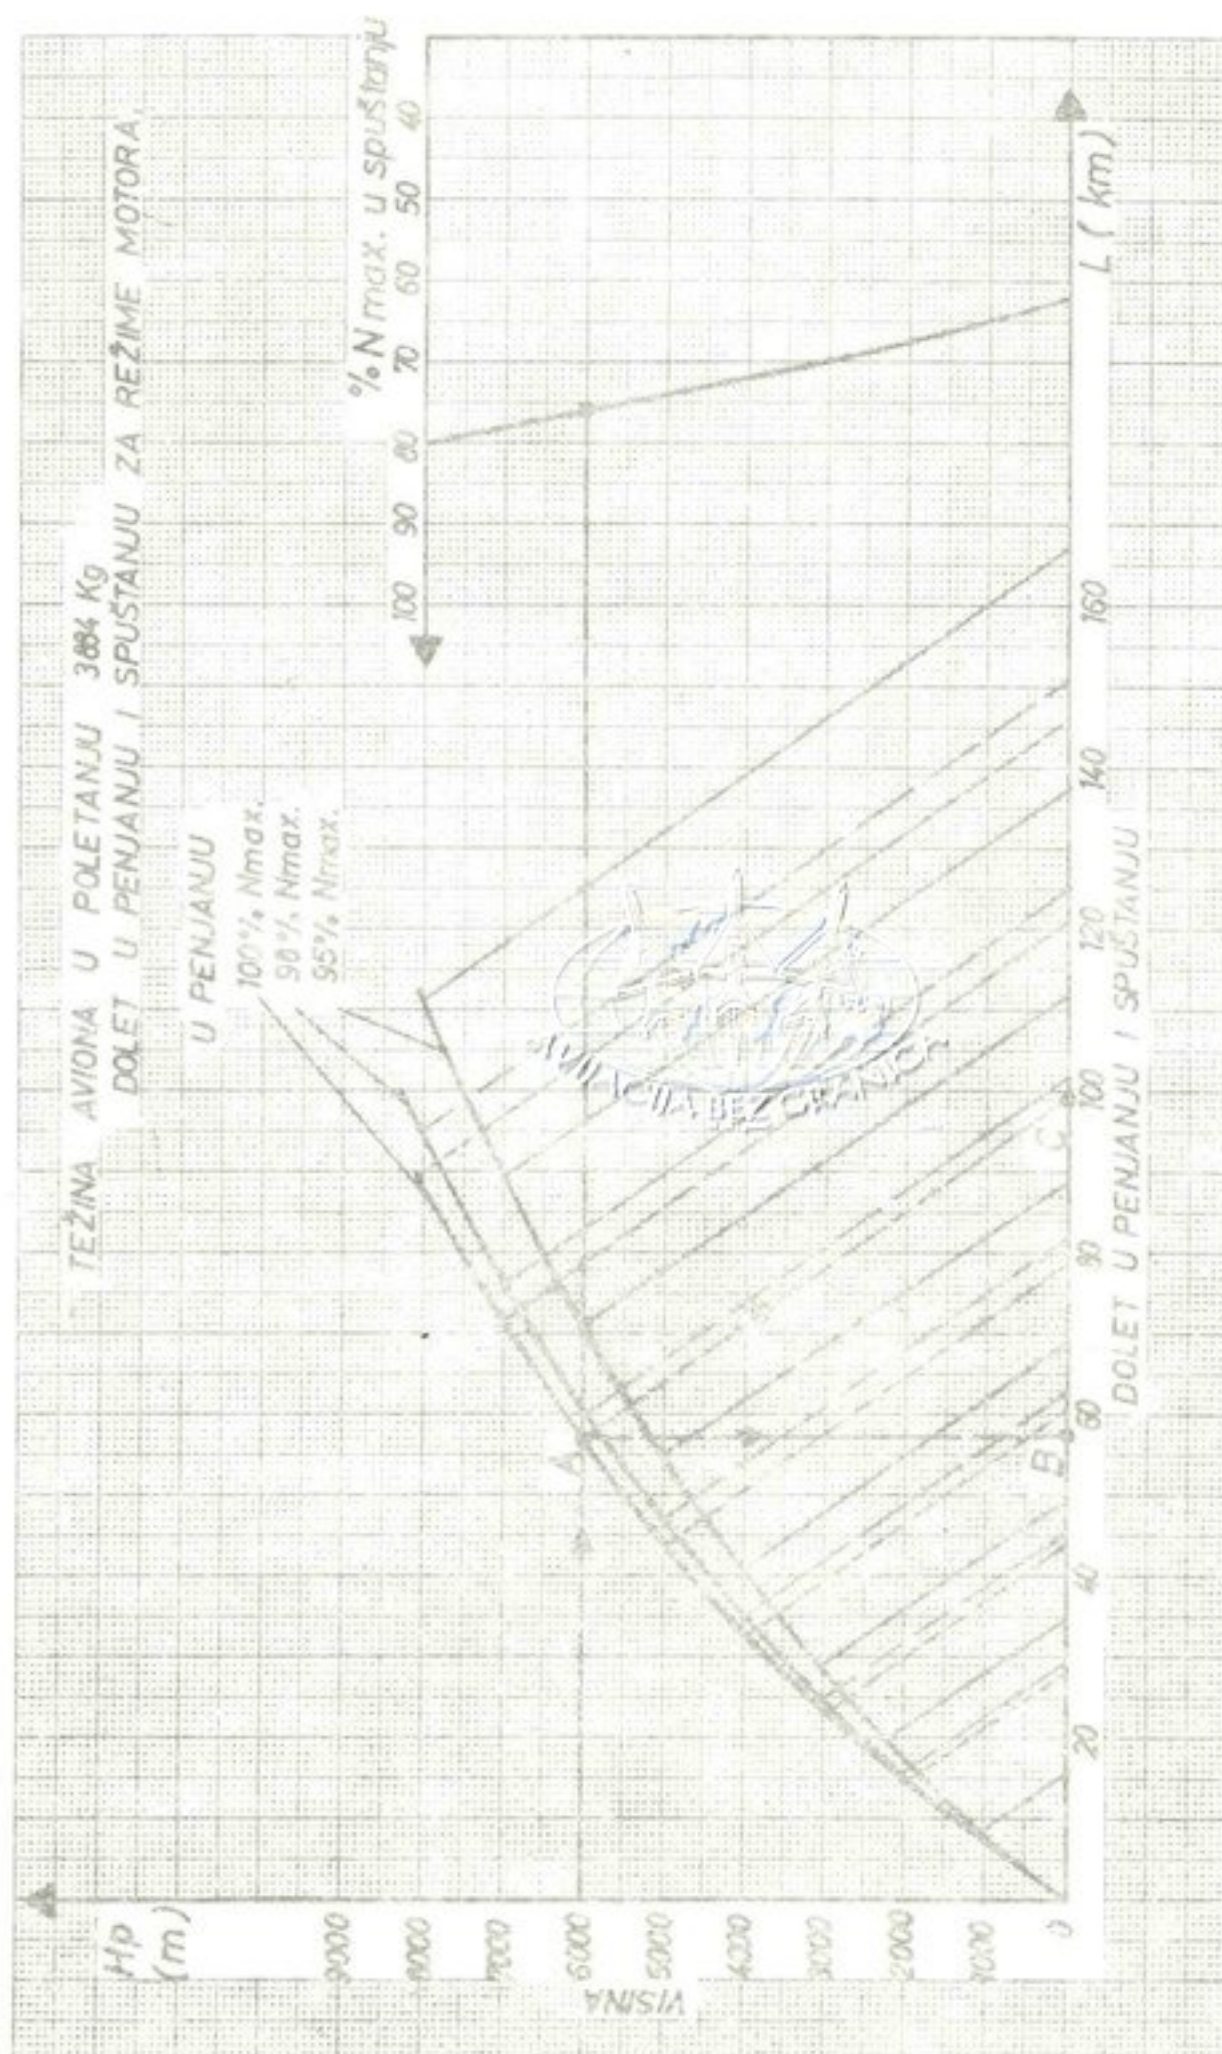 TEŽINA AVIONA U POLETANJU 3884 Kg
DOLET U PENJANJU I SPUŠTANJU ZA REŽIME MOTORA,
U PENJANJU
100% Nmax.
98% Nmax.
95% Nmax.
% Nmax. u spuštanju
100 90 80 70 60 50 40
Hp
(m)
9000
8000
7000
6000
5000
4000
3000
2000
1000
0
VISINA
A
B
C
20 40 60 80 100 120 140 160
L (km)
DOLET U PENJANJU I SPUŠTANJU
AVIJACIJA BEZ GRANICA